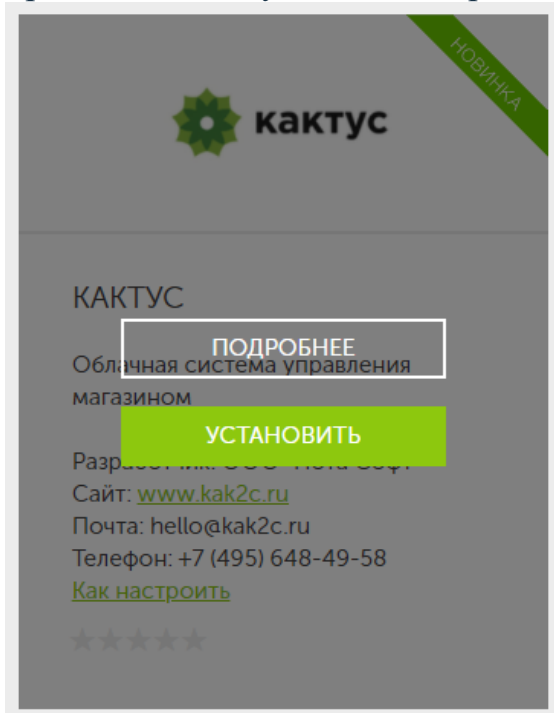 НОВИНКА
кактус
КАКТУС
ПОДРОБНЕЕ
Облачная система управления
магазином
УСТАНОВИТЬ
Сайт: www.kak2c.ru
Почта: hello@kak2c.ru
Телефон: +7 (495) 648-49-58
Как настроить